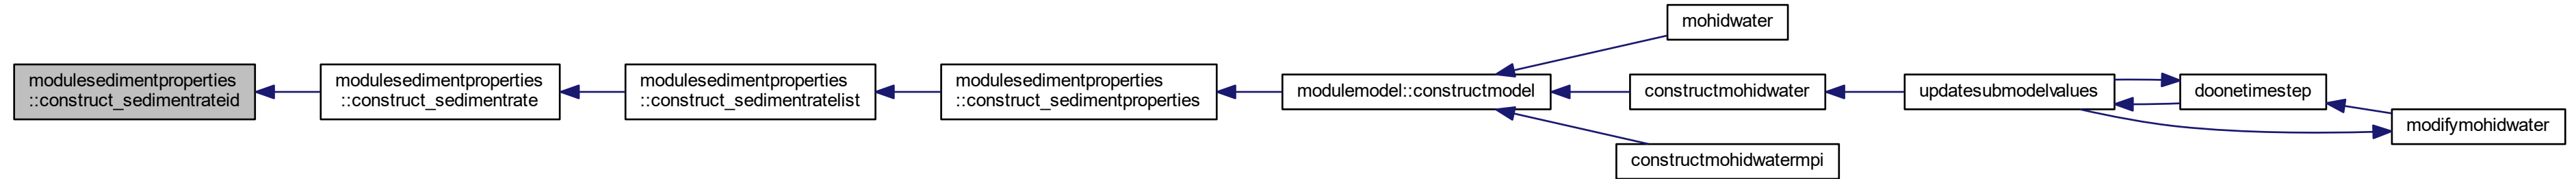 modulesedimentproperties
::construct_sedimentrateid
modulesedimentproperties
::construct_sedimentrate
modulesedimentproperties
::construct_sedimentratelist
modulesedimentproperties
::construct_sedimentproperties
modulemodel::constructmodel
mohidwater
constructmohidwater
constructmohidwatermpi
updatesubmodelvalues
doonetimestep
modifymohidwater